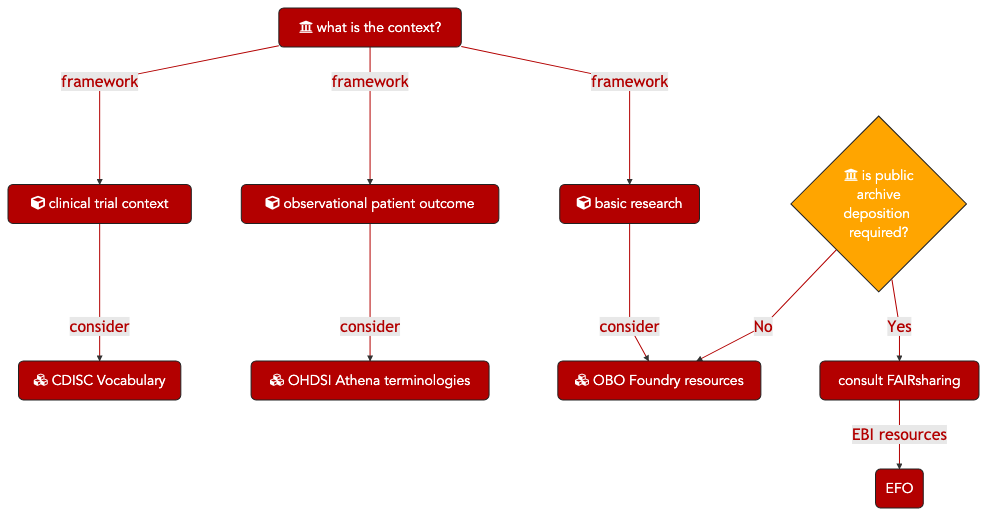 what is the context?
framework
framework
framework
is public
archive
deposition
required?
clinical trial context
observational patient outcome
basic research
consider
consider
consider
No
Yes
CDISC Vocabulary
OHDSI Athena terminologies
OBO Foundry resources
consult FAIRsharing
EBI resources
EFO